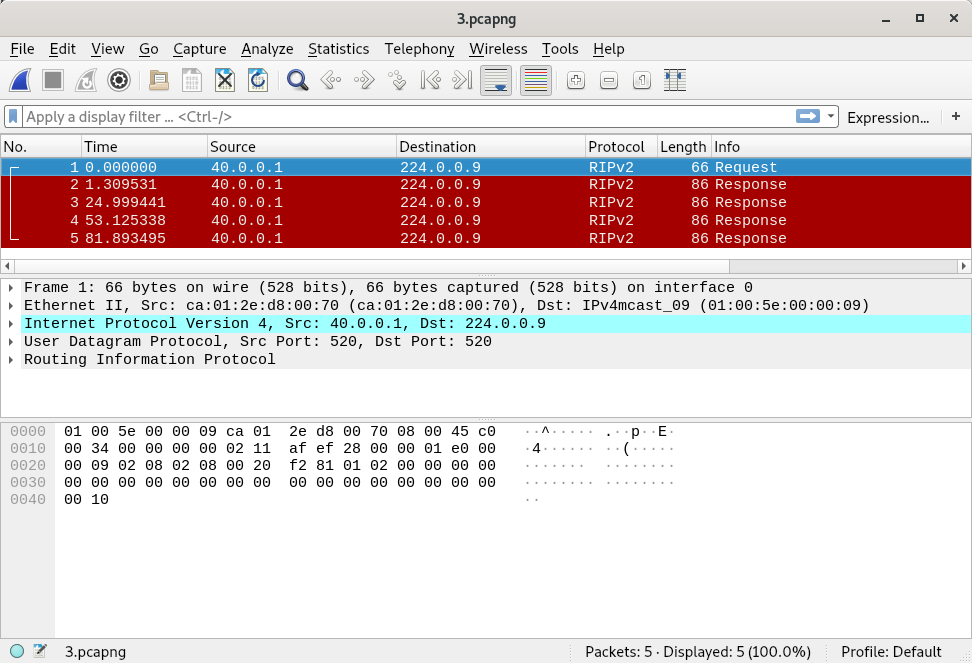 3.pcapng
File Edit View Go Capture Analyze Statistics Telephony Wireless Tools Help
Apply a display filter ... <Ctrl-/> Expression... +
No. Time Source Destination Protocol Length Info
1 0.000000 40.0.0.1 224.0.0.9 RIPv2 66 Request
2 1.309531 40.0.0.1 224.0.0.9 RIPv2 86 Response
3 24.999441 40.0.0.1 224.0.0.9 RIPv2 86 Response
4 53.125338 40.0.0.1 224.0.0.9 RIPv2 86 Response
5 81.893495 40.0.0.1 224.0.0.9 RIPv2 86 Response
Frame 1: 66 bytes on wire (528 bits), 66 bytes captured (528 bits) on interface 0
Ethernet II, Src: ca:01:2e:d8:00:70 (ca:01:2e:d8:00:70), Dst: IPv4mcast_09 (01:00:5e:00:00:09)
Internet Protocol Version 4, Src: 40.0.0.1, Dst: 224.0.0.9
User Datagram Protocol, Src Port: 520, Dst Port: 520
Routing Information Protocol
0000 01 00 5e 00 00 09 ca 01 2e d8 00 70 08 00 45 c0 ··^····· .··p··E·
0010 00 34 00 00 00 00 02 11 af ef 28 00 00 01 e0 00 ·4······ ··(·····
0020 00 09 02 08 02 08 00 20 f2 81 01 02 00 00 00 00 ······· ········
0030 00 00 00 00 00 00 00 00 00 00 00 00 00 00 00 00 ········ ········
0040 00 10 ··
3.pcapng Packets: 5 · Displayed: 5 (100.0%) Profile: Default